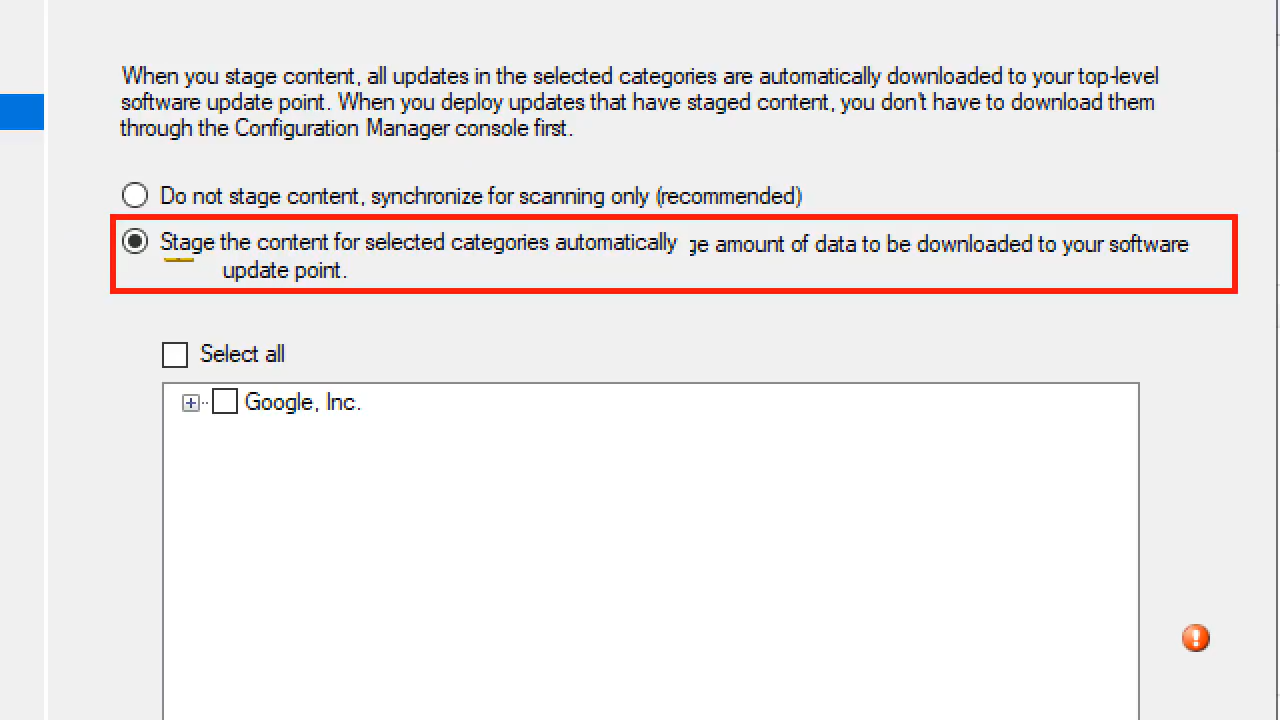 When you stage content, all updates in the selected categories are automatically downloaded to your top-level
software update point. When you deploy updates that have staged content, you don't have to download them
through the Configuration Manager console first.
Do not stage content, synchronize for scanning only (recommended)
Stage the content for selected categories automatically ge amount of data to be downloaded to your software
update point.
Select all
Google, Inc.